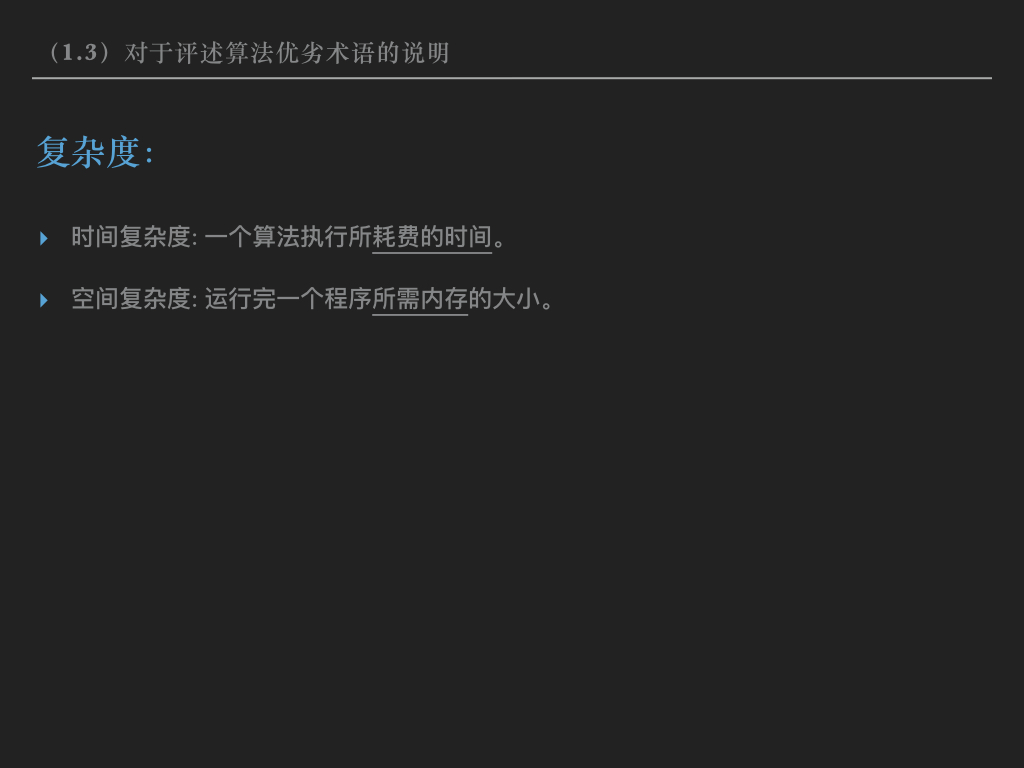 （1.3）对于评述算法优劣术语的说明
复杂度：
时间复杂度: 一个算法执行所耗费的时间。
空间复杂度: 运行完一个程序所需内存的大小。